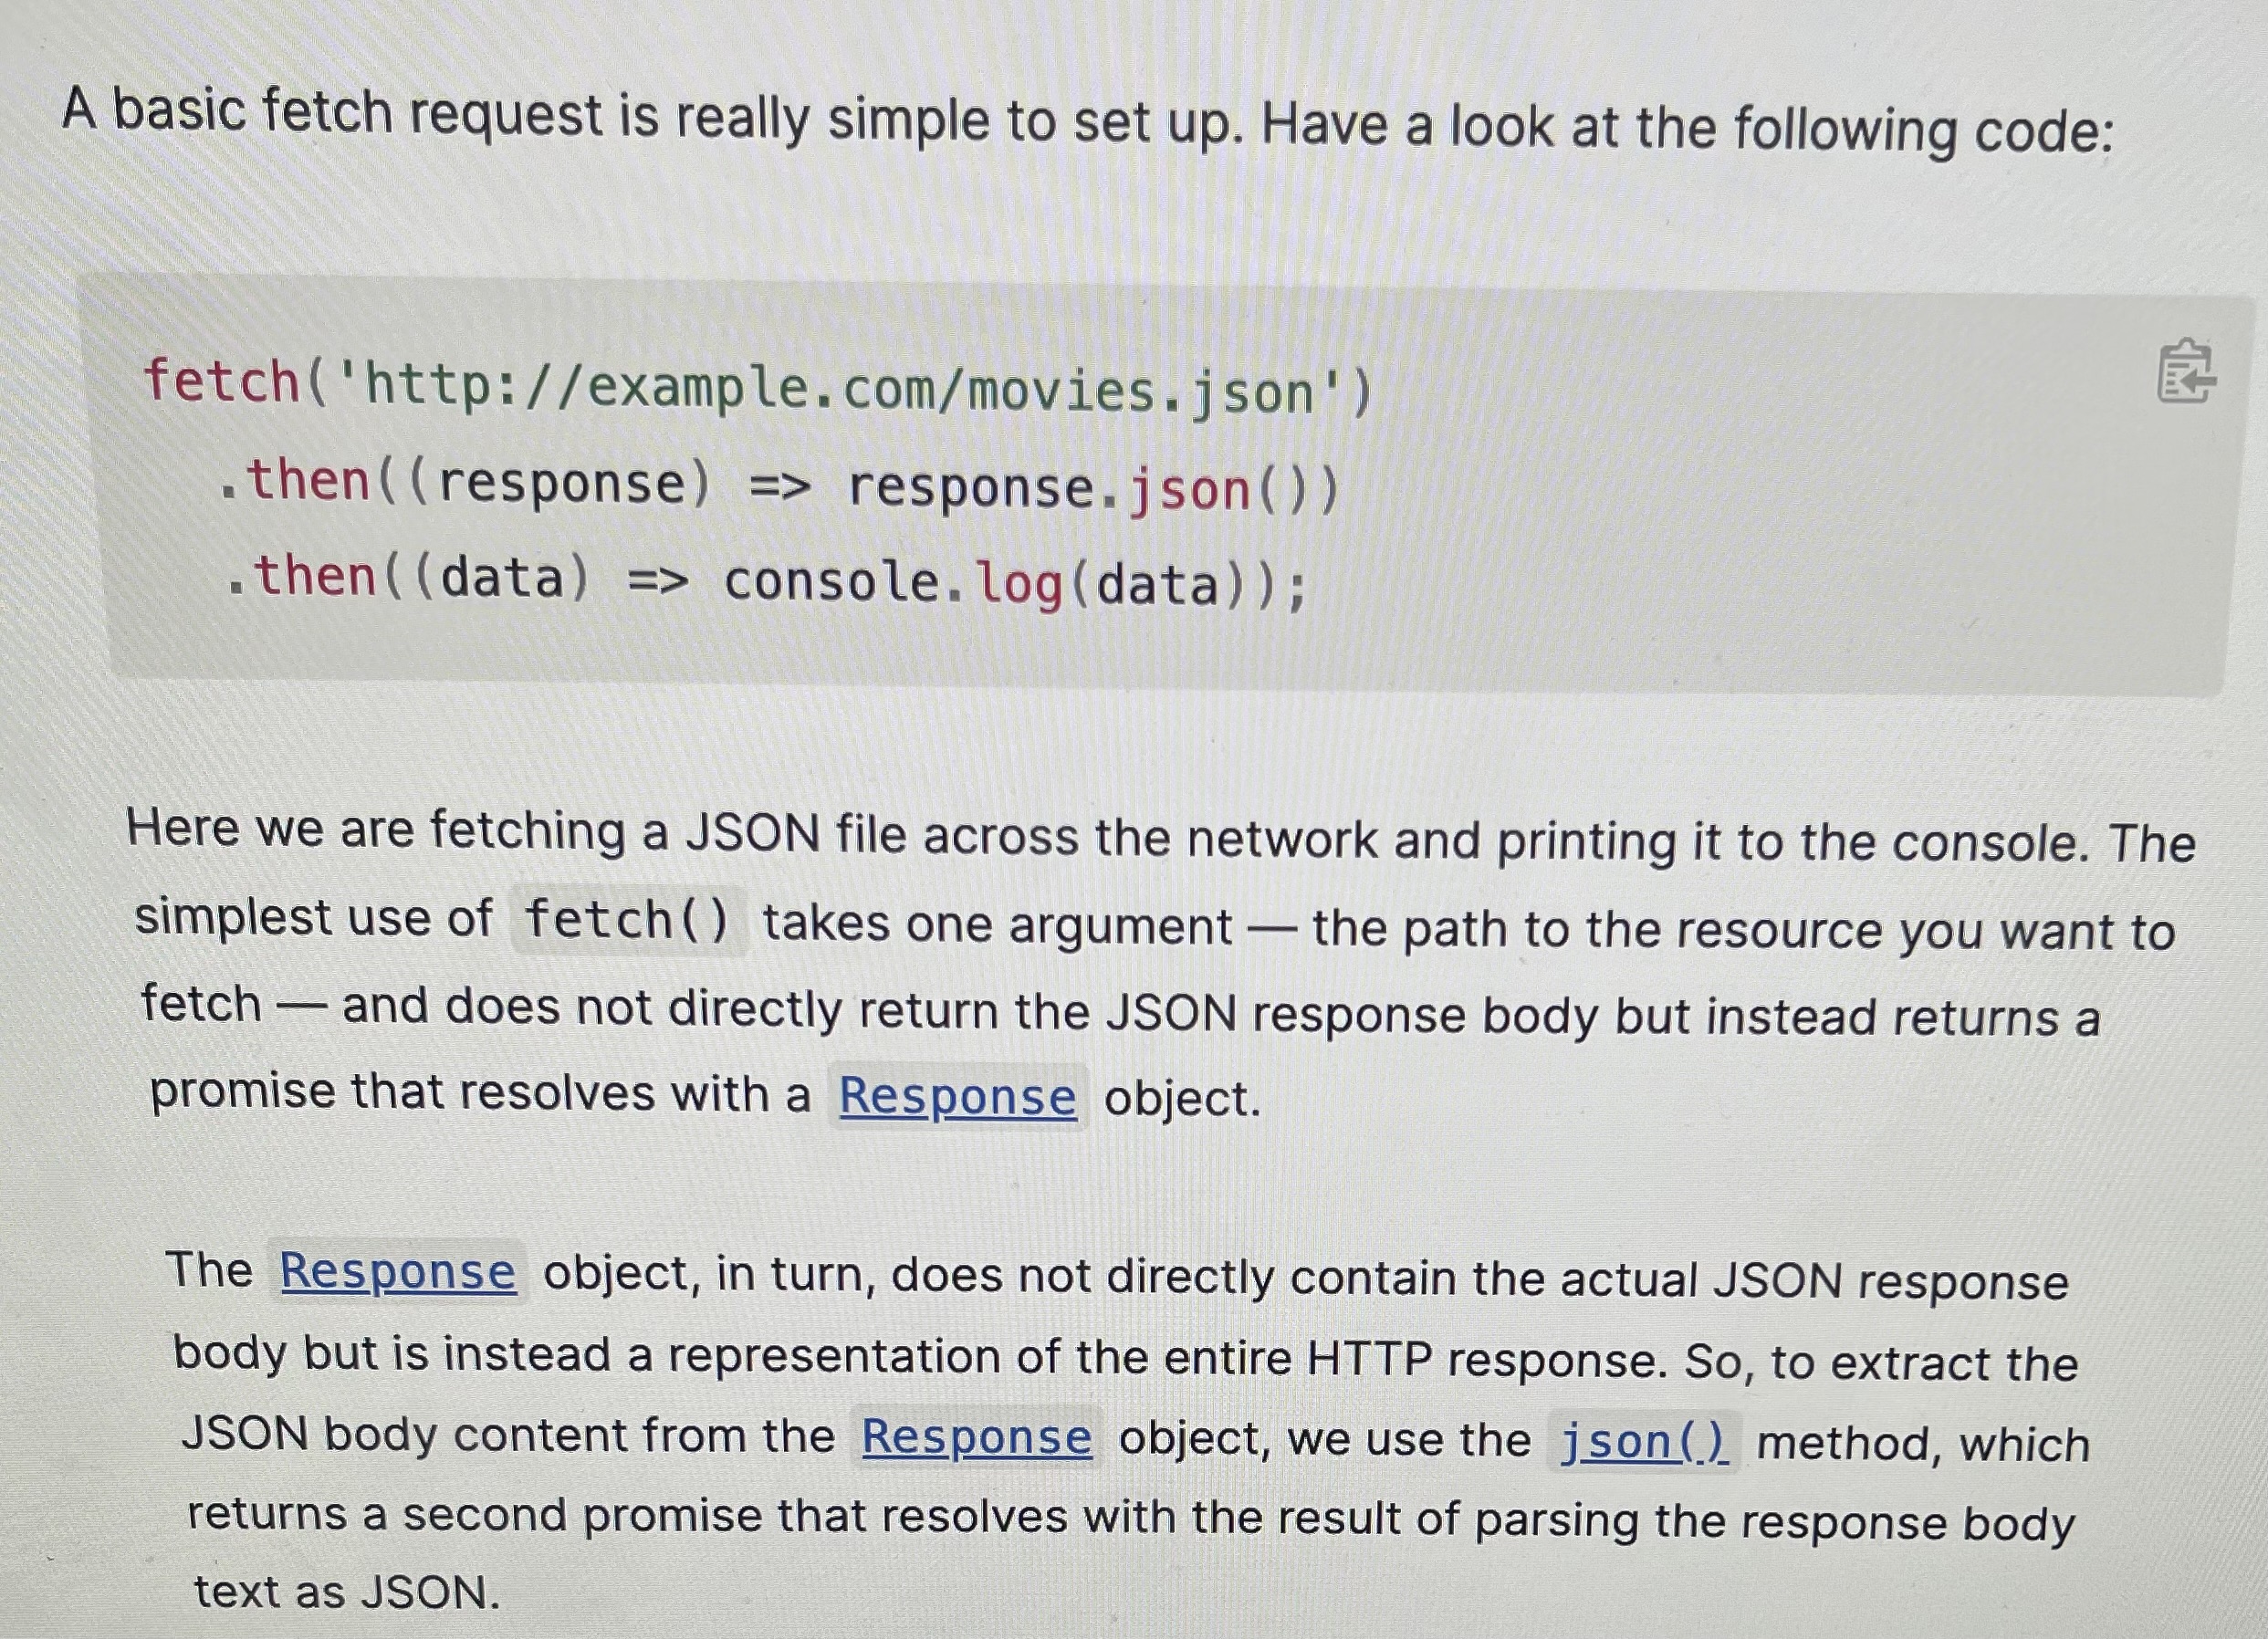 A basic fetch request is really simple to set up. Have a look at the following code:
fetch('http://example.com/movies.json')
  .then((response) => response.json())
  .then((data) => console.log(data));
Here we are fetching a JSON file across the network and printing it to the console. The
simplest use of fetch() takes one argument — the path to the resource you want to
fetch — and does not directly return the JSON response body but instead returns a
promise that resolves with a Response object.
The Response object, in turn, does not directly contain the actual JSON response
body but is instead a representation of the entire HTTP response. So, to extract the
JSON body content from the Response object, we use the json() method, which
returns a second promise that resolves with the result of parsing the response body
text as JSON.